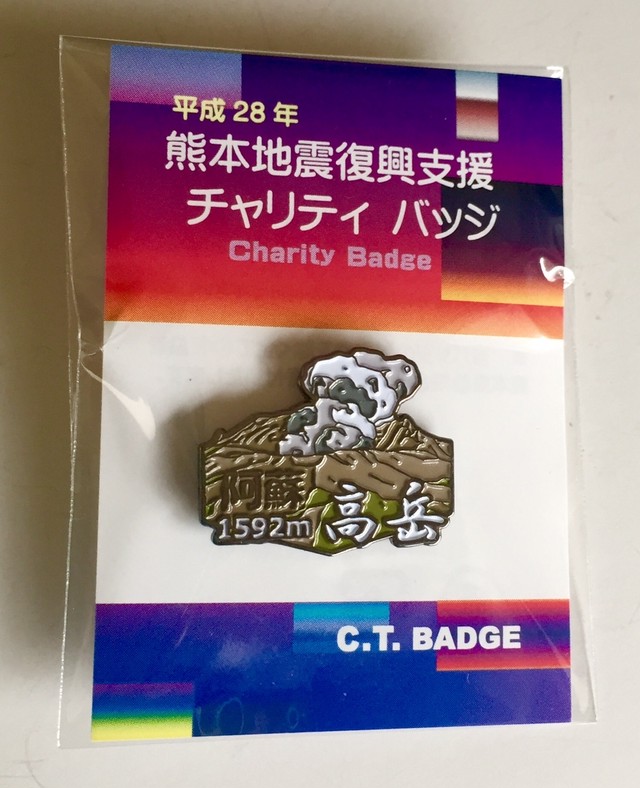 平成28年
熊本地震復興支援
チャリティ バッジ
Charity Badge
阿蘇
1592m 高岳
C.T. BADGE